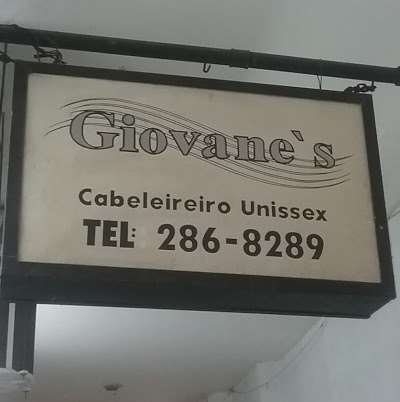 Giovane`s
Cabeleireiro Unissex
TEL: 286-8289